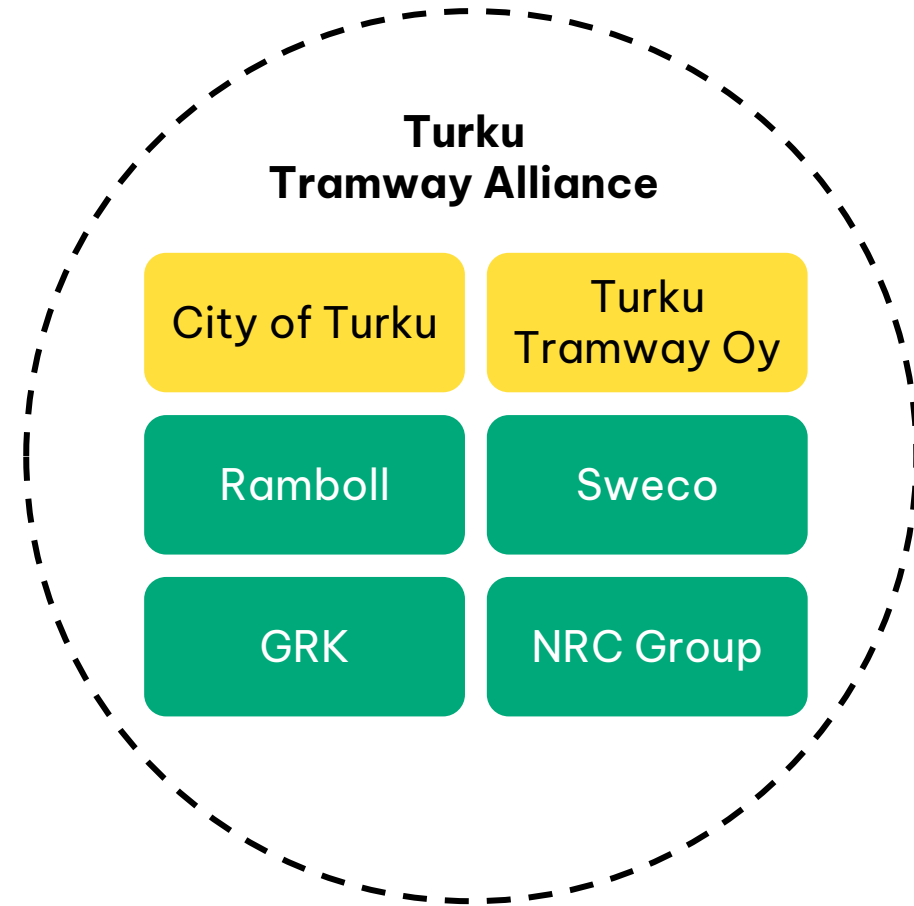 Turku
Tramway Alliance
City of Turku
Turku
Tramway Oy
Ramboll
Sweco
GRK
NRC Group